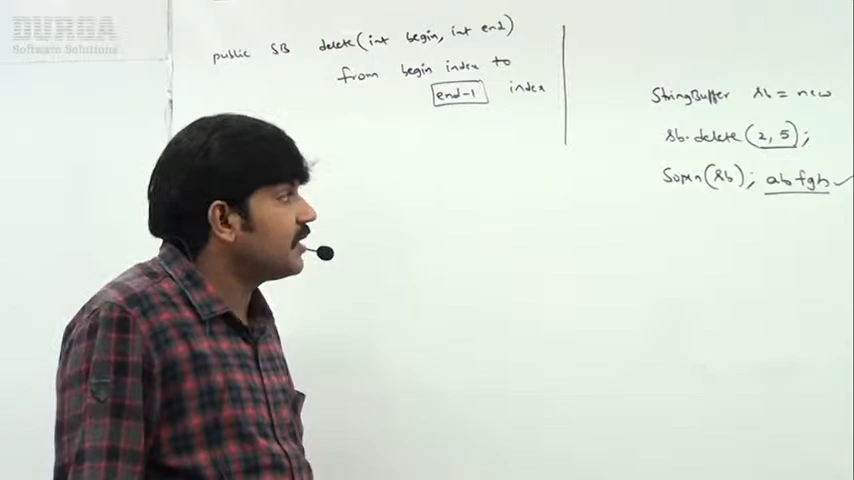 DURGA
Software Solutions
public SB delete(int begin, int end)
from begin index to
end-1 index
StringBuffer sb = new
sb.delete(2, 5);
Sopln(sb); abfgh ✓